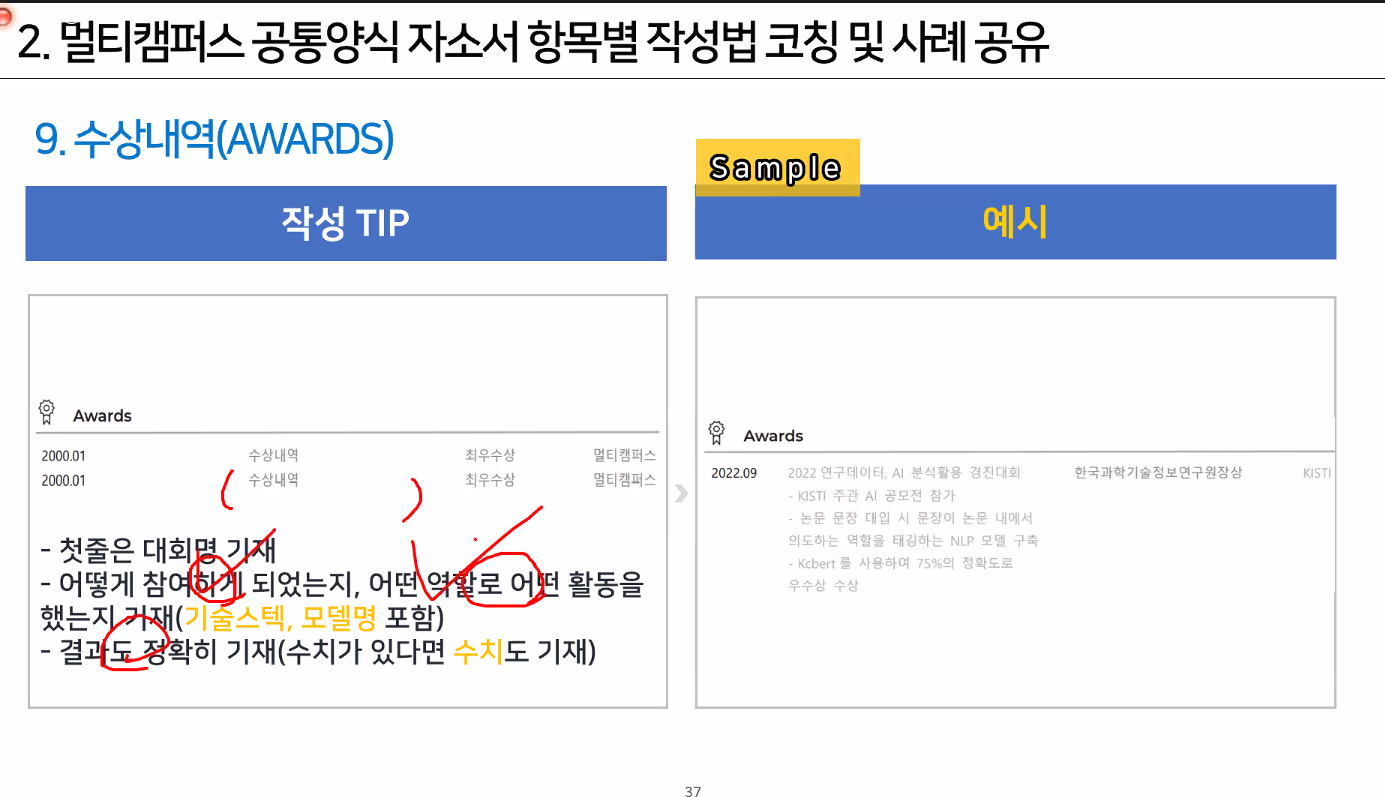 2. 멀티캠퍼스 공통양식 자소서 항목별 작성법 코칭 및 사례 공유
9. 수상내역(AWARDS)
작성 TIP
Awards
2000.01 수상내역 최우수상 멀티캠퍼스
2000.01 수상내역 최우수상 멀티캠퍼스
- 첫줄은 대회명 기재
- 어떻게 참여하게 되었는지, 어떤 역할로 어떤 활동을
했는지 기재(기술스텍, 모델명 포함)
- 결과도 정확히 기재(수치가 있다면 수치도 기재)
Sample
예시
Awards
2022.09 2022 연구데이터, AI 분석활용 경진대회 한국과학기술정보연구원장상 KISTI
- KISTI 주관 AI 공모전 참가
- 논문 문장 대입 시 문장이 논문 내에서
의도하는 역할을 태깅하는 NLP 모델 구축
- Kcbert 를 사용하여 75%의 정확도로
우수상 수상
37